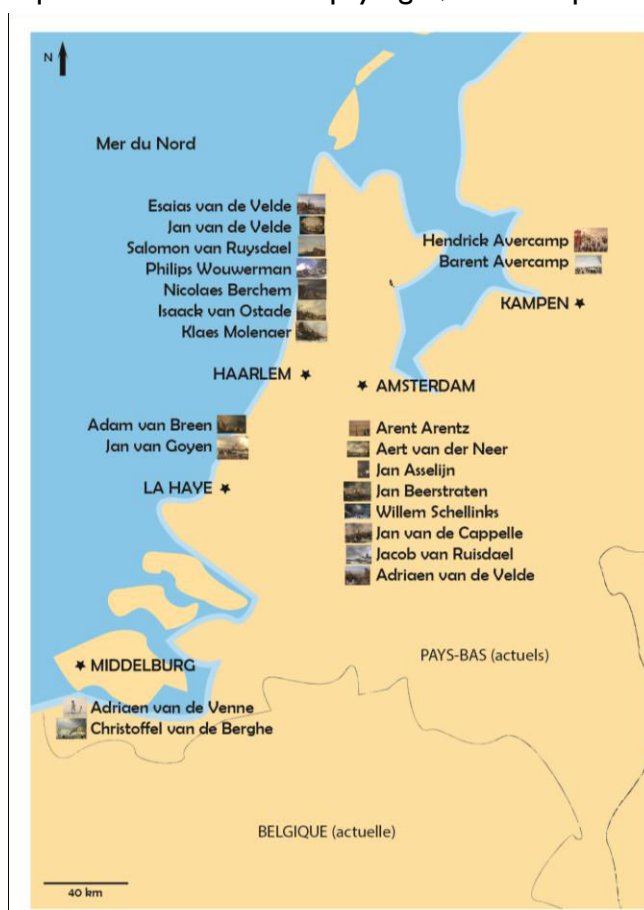 N
Mer du Nord
Esaias van de Velde
Jan van de Velde
Salomon van Ruysdael
Philips Wouwerman
Nicolaes Berchem
Isaack van Ostade
Klaes Molenaer
HAARLEM
Hendrick Avercamp
Barent Avercamp
KAMPEN
AMSTERDAM
Adam van Breen
Jan van Goyen
LA HAYE
Arent Arentz
Aert van der Neer
Jan Asselijn
Jan Beerstraten
Willem Schellinks
Jan van de Cappelle
Jacob van Ruisdael
Adriaen van de Velde
MIDDELBURG
Adriaen van de Venne
Christoffel van de Berghe
PAYS-BAS (actuels)
BELGIQUE (actuelle)
40 km